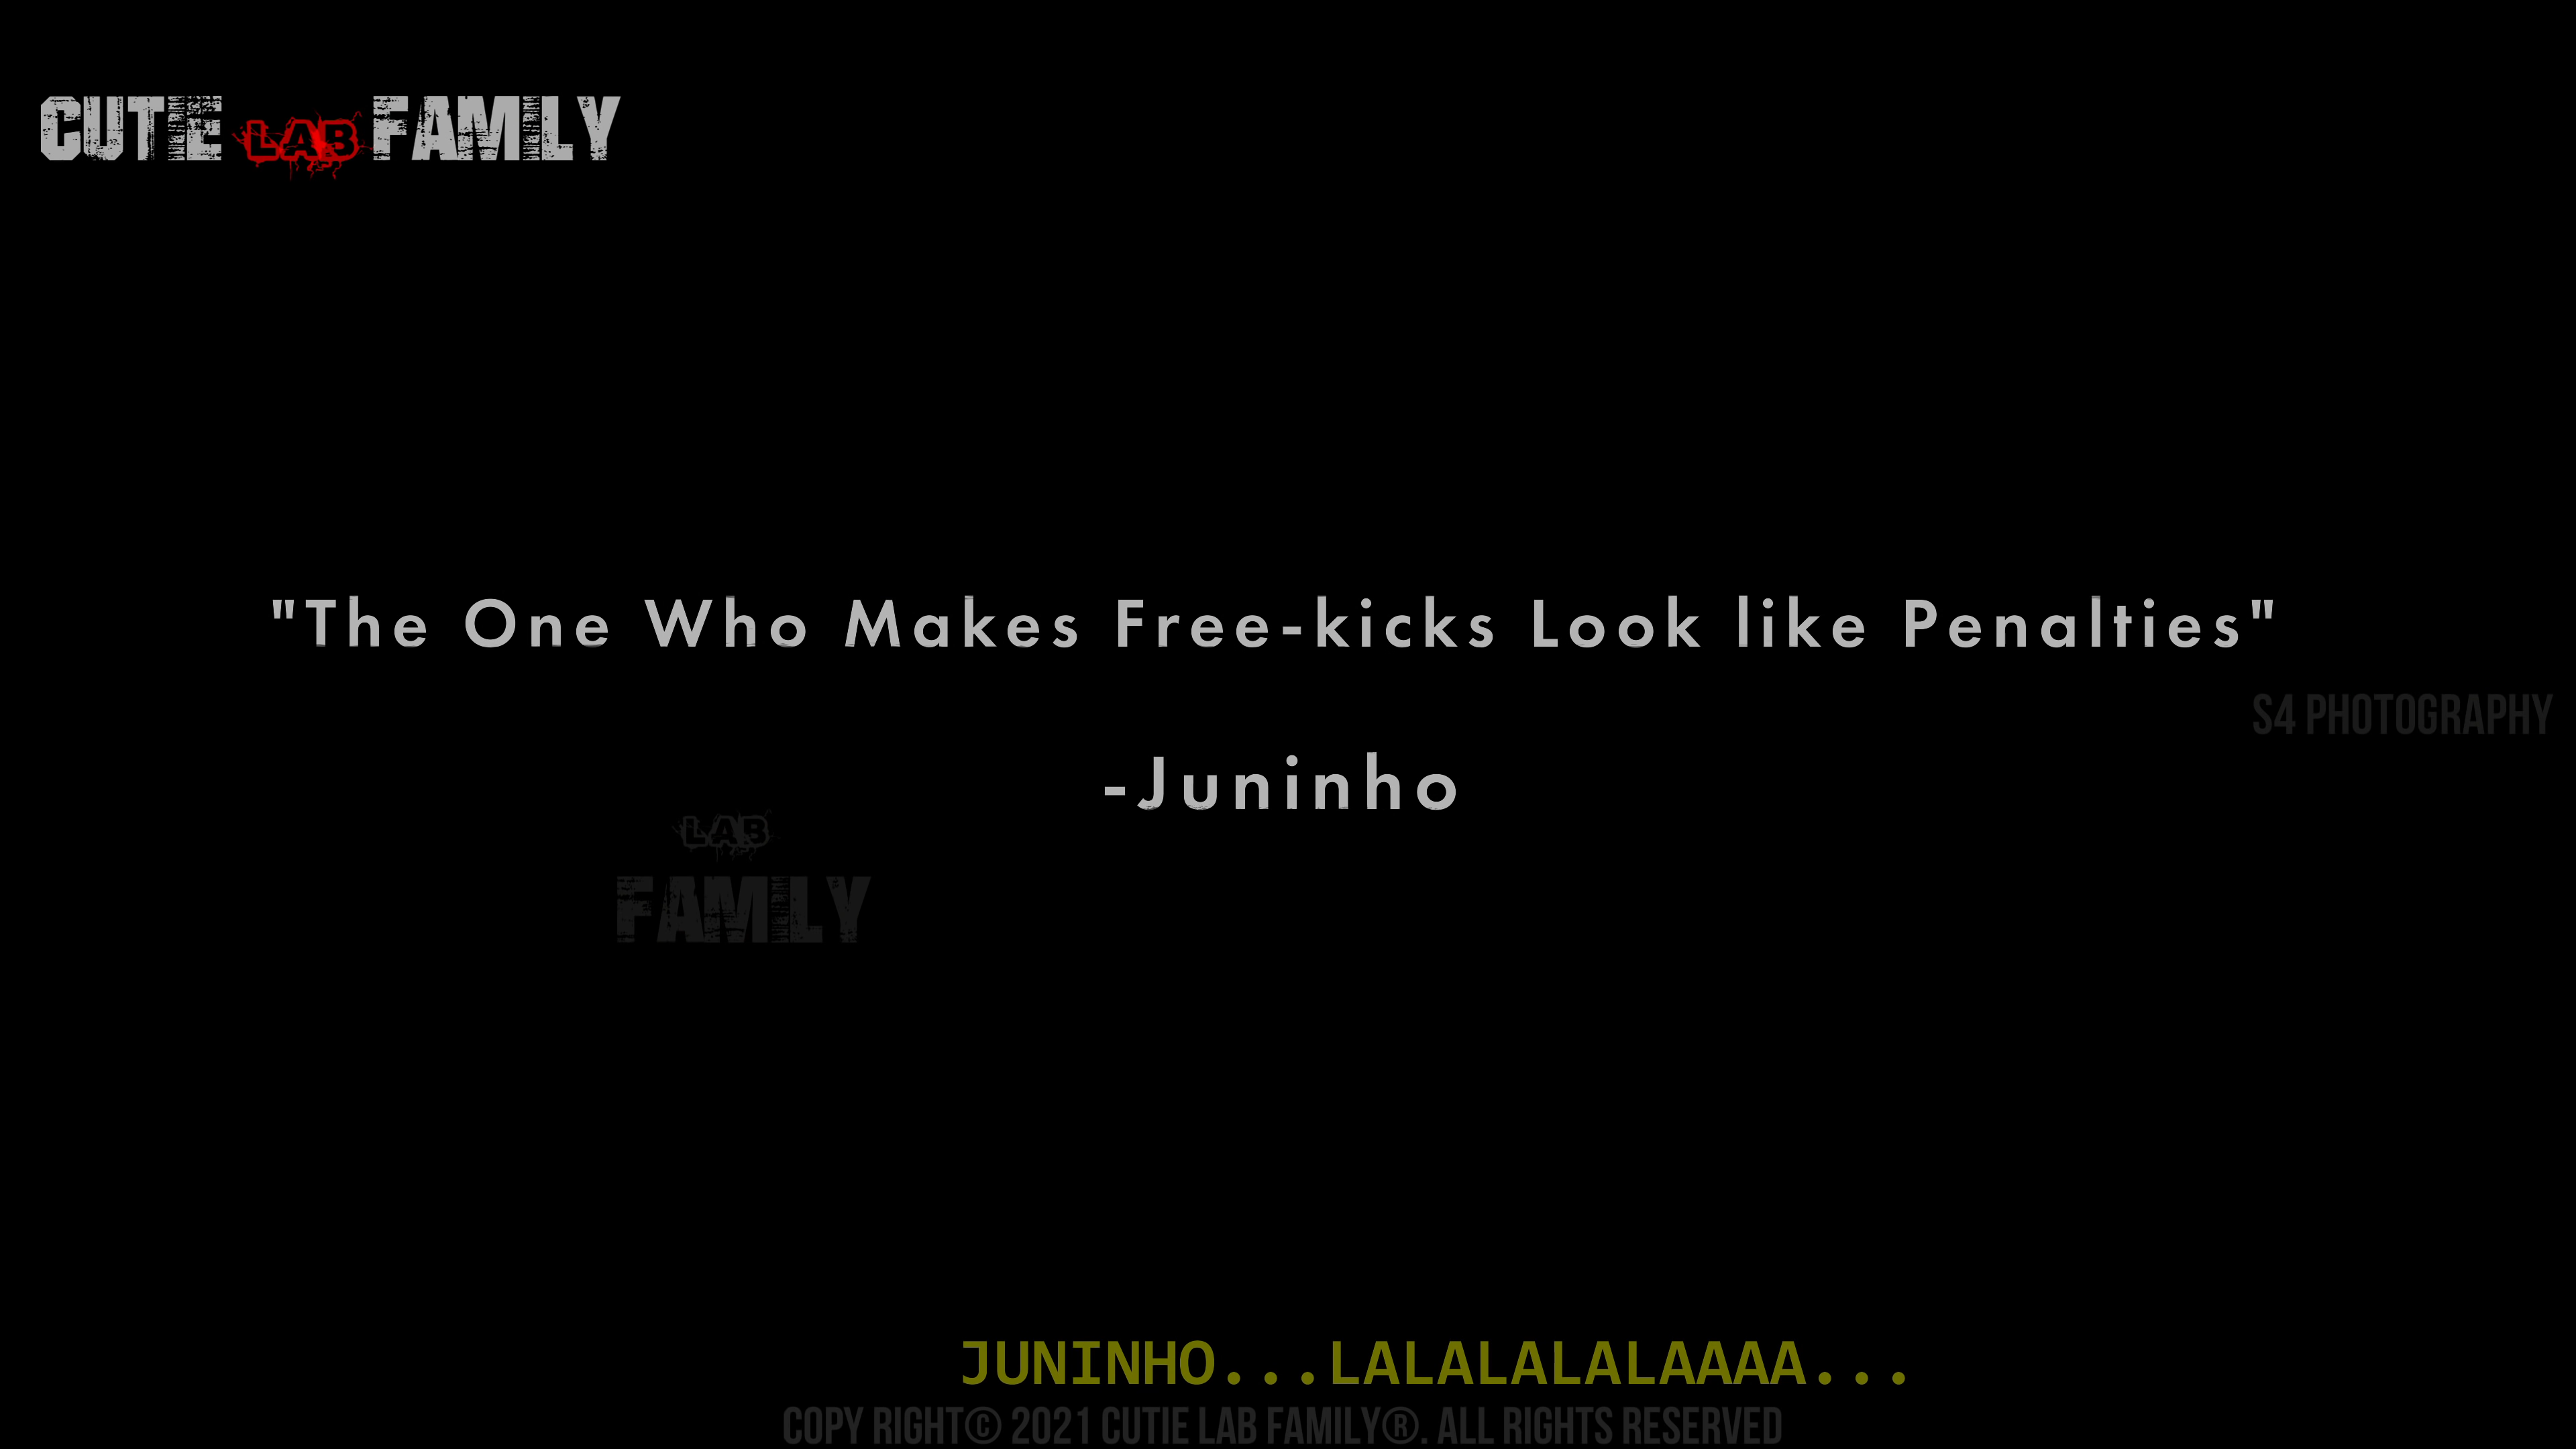 CUTIE LAB FAMILY
"The One Who Makes Free-kicks Look like Penalties"
S4 PHOTOGRAPHY
-Juninho
LAB
FAMILY
JUNINHO...LALALALALAAAA...
COPY RIGHT© 2021 CUTIE LAB FAMILY®. ALL RIGHTS RESERVED